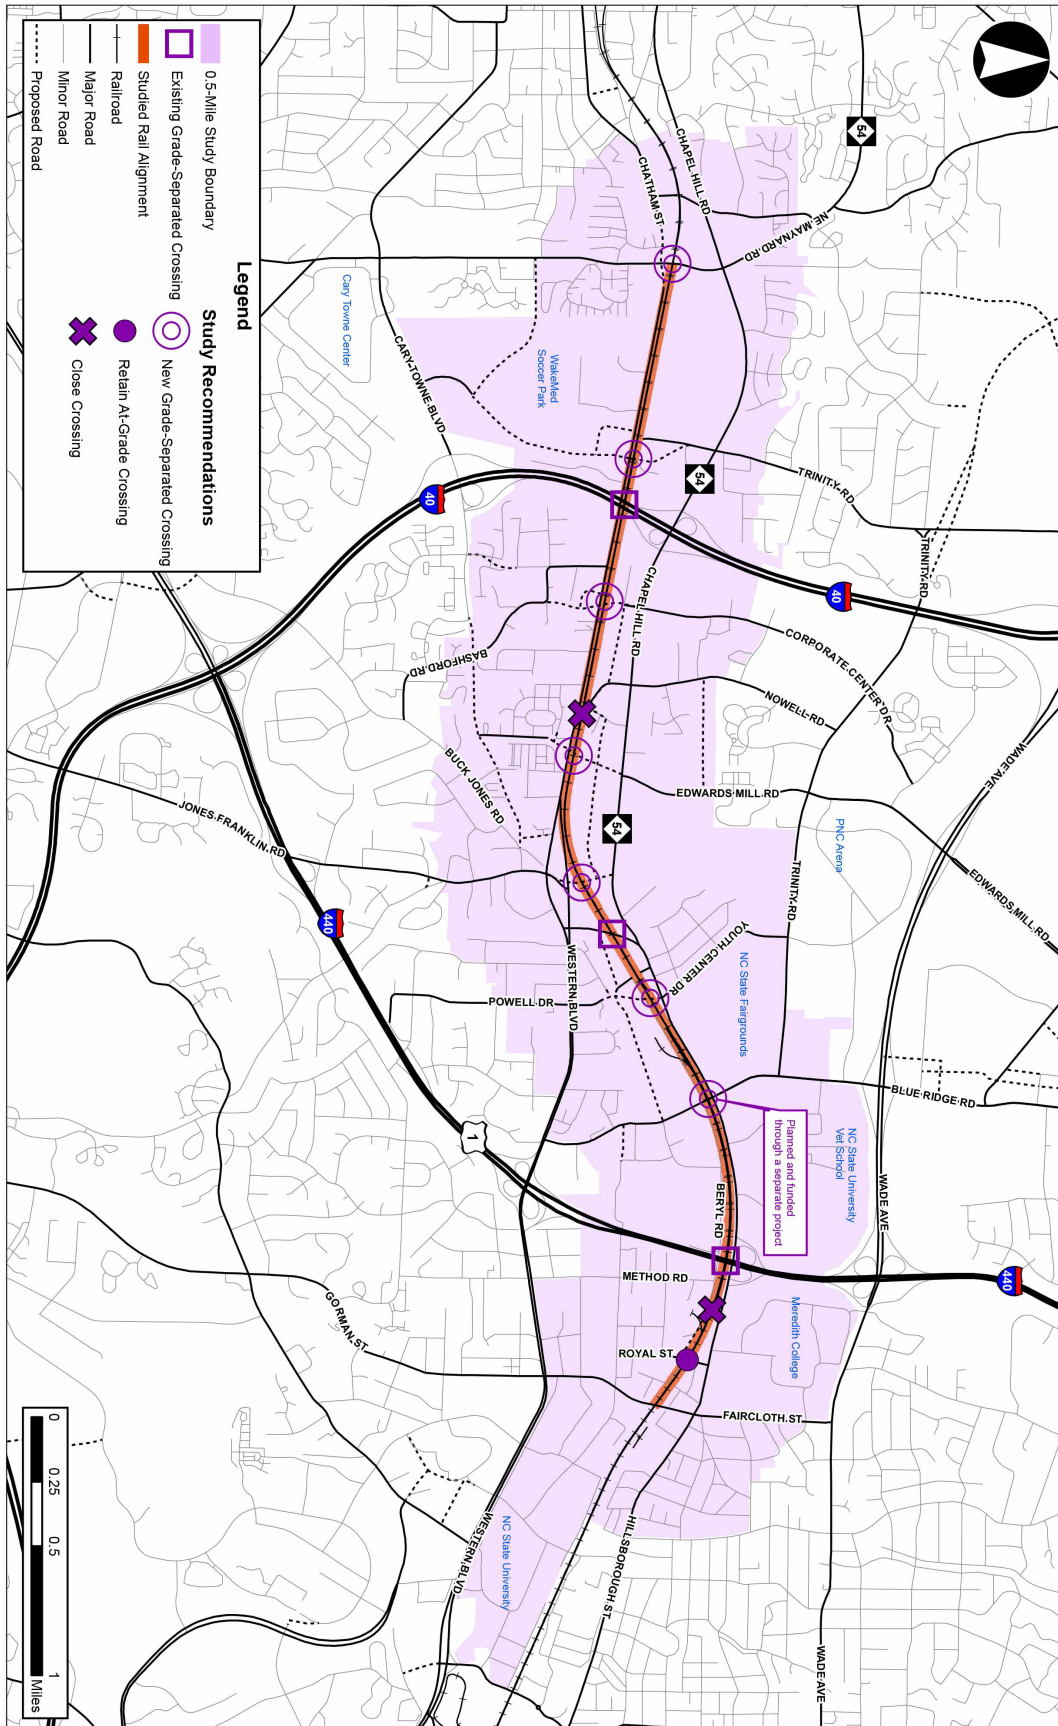 54
CHAPEL HILL RD
CHATHAM ST
NE MAYNARD RD
Cary Towne Center
CARY TOWNE BLVD
WakeMed
Soccer Park
54
TRINITY RD
TRINITY RD
40
40
CHAPEL HILL RD
CORPORATE CENTER DR
BASHFORD RD
NOWELL RD
WADE AVE
BUCK JONES RD
EDWARDS MILL RD
EDWARDS MILL RD
54
PNC Arena
JONES FRANKLIN RD
440
TRINITY RD
YOUTH CENTER DR
NC State Fairgrounds
WESTERN BLVD
POWELL DR
BLUE RIDGE RD
1
Planned and funded
through a separate project
NC State University
Vet School
WADE AVE
BERYL RD
METHOD RD
440
Meredith College
ROYAL ST
GORMAN ST
FAIRCLOTH ST
WESTERN BLVD
NC State University
HILLSBOROUGH ST
WADE AVE
Legend
0.5-Mile Study Boundary
Existing Grade-Separated Crossing
Studied Rail Alignment
Railroad
Major Road
Minor Road
Proposed Road
Study Recommendations
New Grade-Separated Crossing
Retain At-Grade Crossing
Close Crossing
0 0.25 0.5 1
Miles